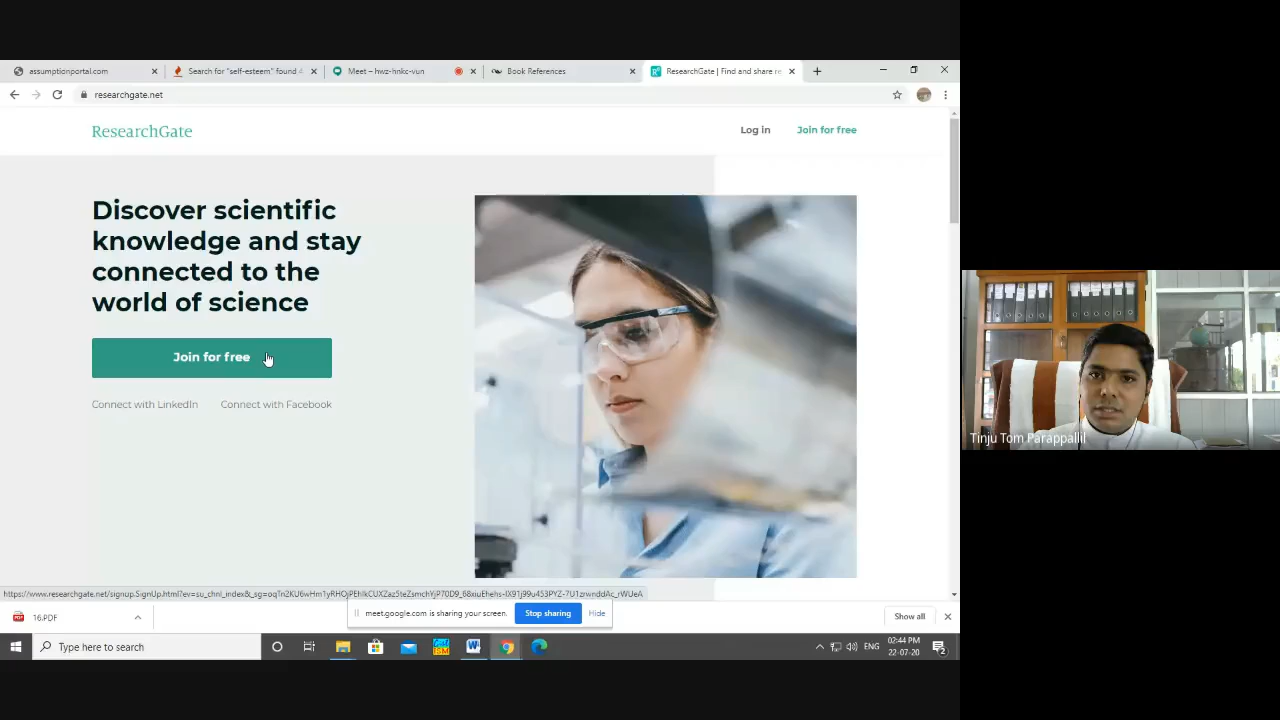 assumptionportal.com
Search for "self-esteem" found 4
Meet – hwz-hnkc-vun
Book References
ResearchGate | Find and share re
researchgate.net
ResearchGate
Log in
Join for free
Discover scientific
knowledge and stay
connected to the
world of science
Join for free
Connect with LinkedIn
Connect with Facebook
Tinju Tom Parappallil
meet.google.com is sharing your screen.
Stop sharing
Hide
16.PDF
Show all
Type here to search
ENG
02:44 PM
22-07-20
2